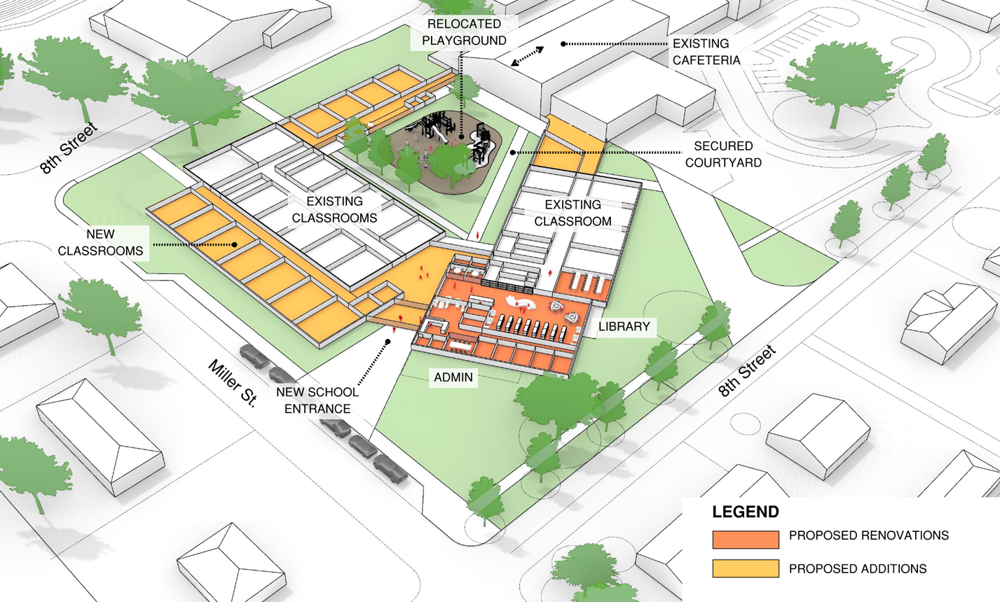 RELOCATED
PLAYGROUND
EXISTING
CAFETERIA
8th Street
SECURED
COURTYARD
EXISTING
CLASSROOMS
EXISTING
CLASSROOM
NEW
CLASSROOMS
LIBRARY
8th Street
Miller St.
ADMIN
NEW SCHOOL
ENTRANCE
LEGEND
PROPOSED RENOVATIONS
PROPOSED ADDITIONS